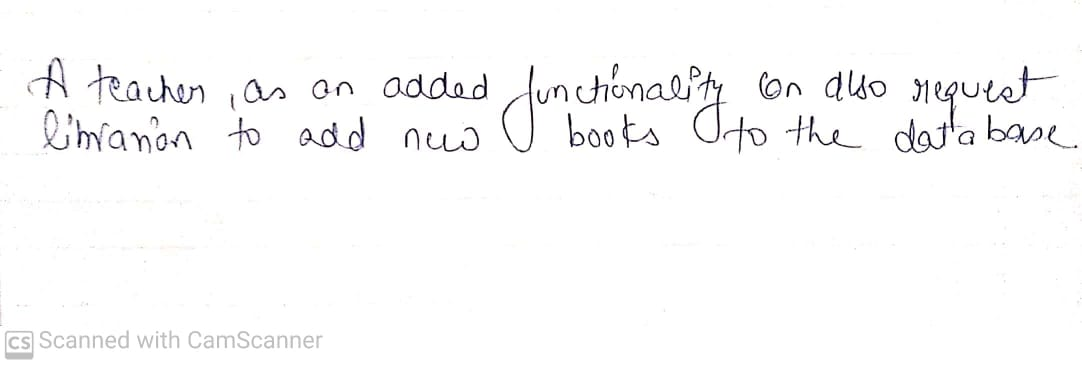 A teacher, as an added functionality can also request
librarian to add new books to the database.
CS Scanned with CamScanner